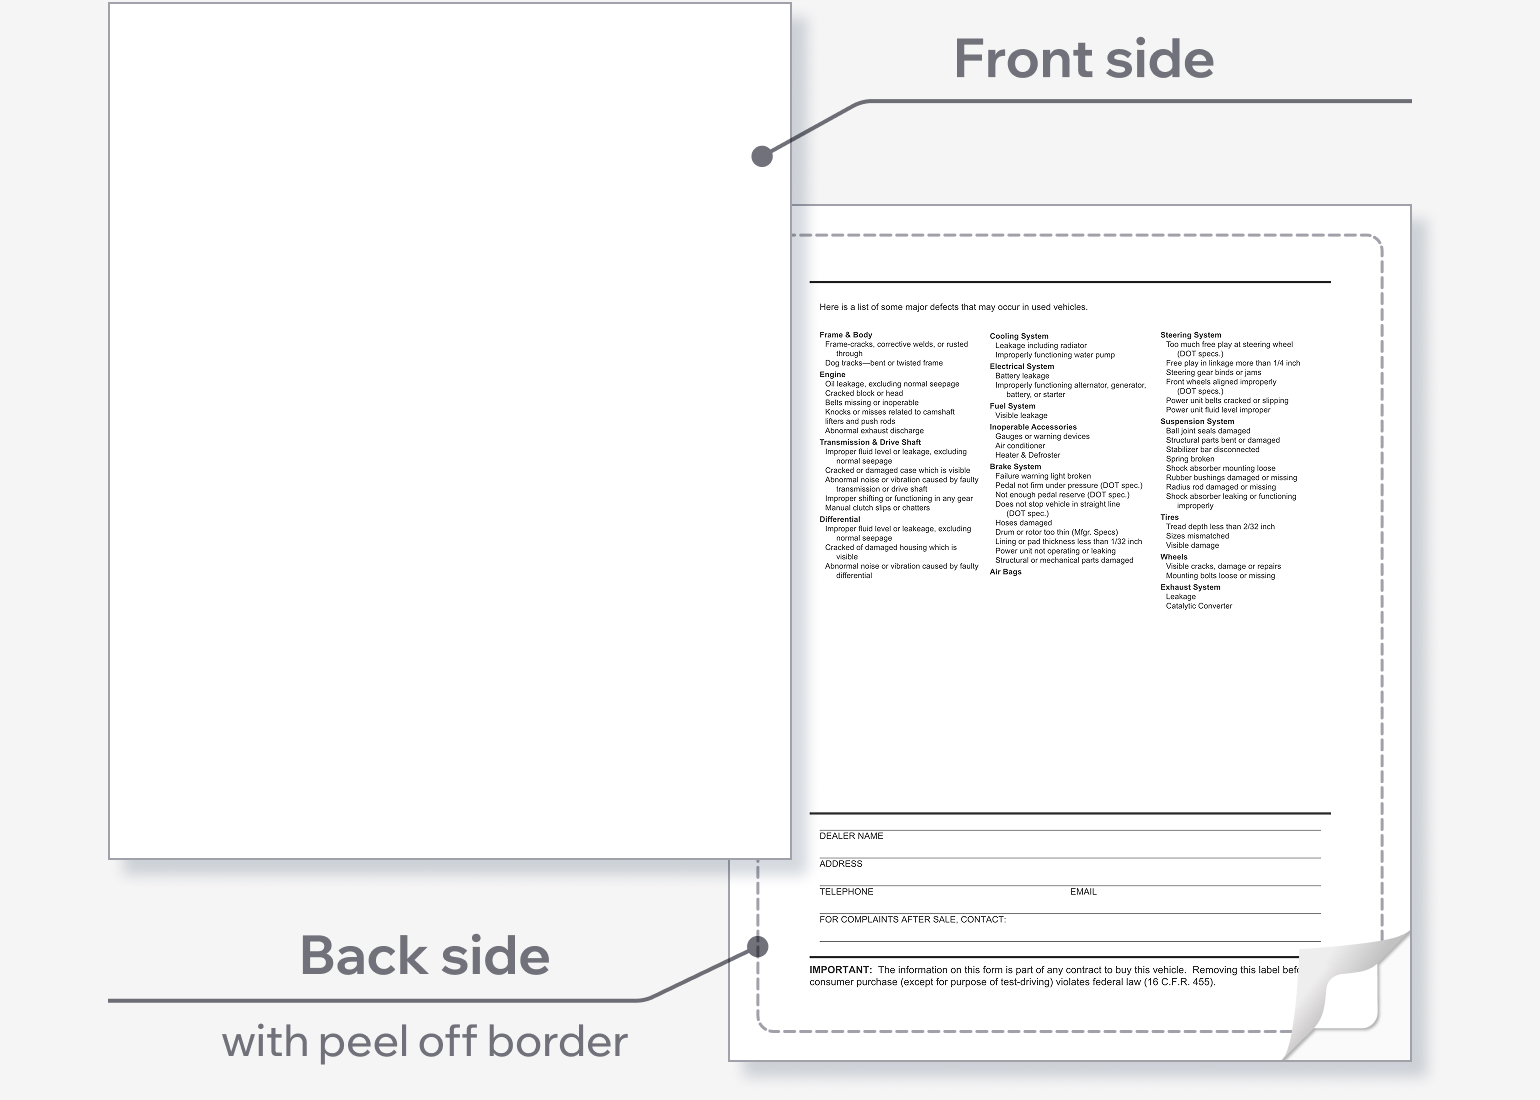 Front side
Here is a list of some major defects that may occur in used vehicles.
Frame & Body
Frame-cracks, corrective welds, or rusted
through
Dog tracks—bent or twisted frame
Engine
Oil leakage, excluding normal seepage
Cracked block or head
Belts missing or inoperable
Knocks or misses related to camshaft
lifters and push rods
Abnormal exhaust discharge
Transmission & Drive Shaft
Improper fluid level or leakage, excluding
normal seepage
Cracked or damaged case which is visible
Abnormal noise or vibration caused by faulty
transmission or drive shaft
Improper shifting or functioning in any gear
Manual clutch slips or chatters
Differential
Improper fluid level or leakeage, excluding
normal seepage
Cracked of damaged housing which is
visible
Abnormal noise or vibration caused by faulty
differential
Cooling System
Leakage including radiator
Improperly functioning water pump
Electrical System
Battery leakage
Improperly functioning alternator, generator,
battery, or starter
Fuel System
Visible leakage
Inoperable Accessories
Gauges or warning devices
Air conditioner
Heater & Defroster
Brake System
Failure warning light broken
Pedal not firm under pressure (DOT spec.)
Not enough pedal reserve (DOT spec.)
Does not stop vehicle in straight line
(DOT spec.)
Hoses damaged
Drum or rotor too thin (Mfgr. Specs)
Lining or pad thickness less than 1/32 inch
Power unit not operating or leaking
Structural or mechanical parts damaged
Air Bags
Steering System
Too much free play at steering wheel
(DOT specs.)
Free play in linkage more than 1/4 inch
Steering gear binds or jams
Front wheels aligned improperly
(DOT specs.)
Power unit belts cracked or slipping
Power unit fluid level improper
Suspension System
Ball joint seals damaged
Structural parts bent or damaged
Stabilizer bar disconnected
Spring broken
Shock absorber mounting loose
Rubber bushings damaged or missing
Radius rod damaged or missing
Shock absorber leaking or functioning
improperly
Tires
Tread depth less than 2/32 inch
Sizes mismatched
Visible damage
Wheels
Visible cracks, damage or repairs
Mounting bolts loose or missing
Exhaust System
Leakage
Catalytic Converter
DEALER NAME
ADDRESS
TELEPHONE EMAIL
FOR COMPLAINTS AFTER SALE, CONTACT:
IMPORTANT: The information on this form is part of any contract to buy this vehicle. Removing this label
consumer purchase (except for purpose of test-driving) violates federal law (16 C.F.R. 455).
Back side
with peel off border